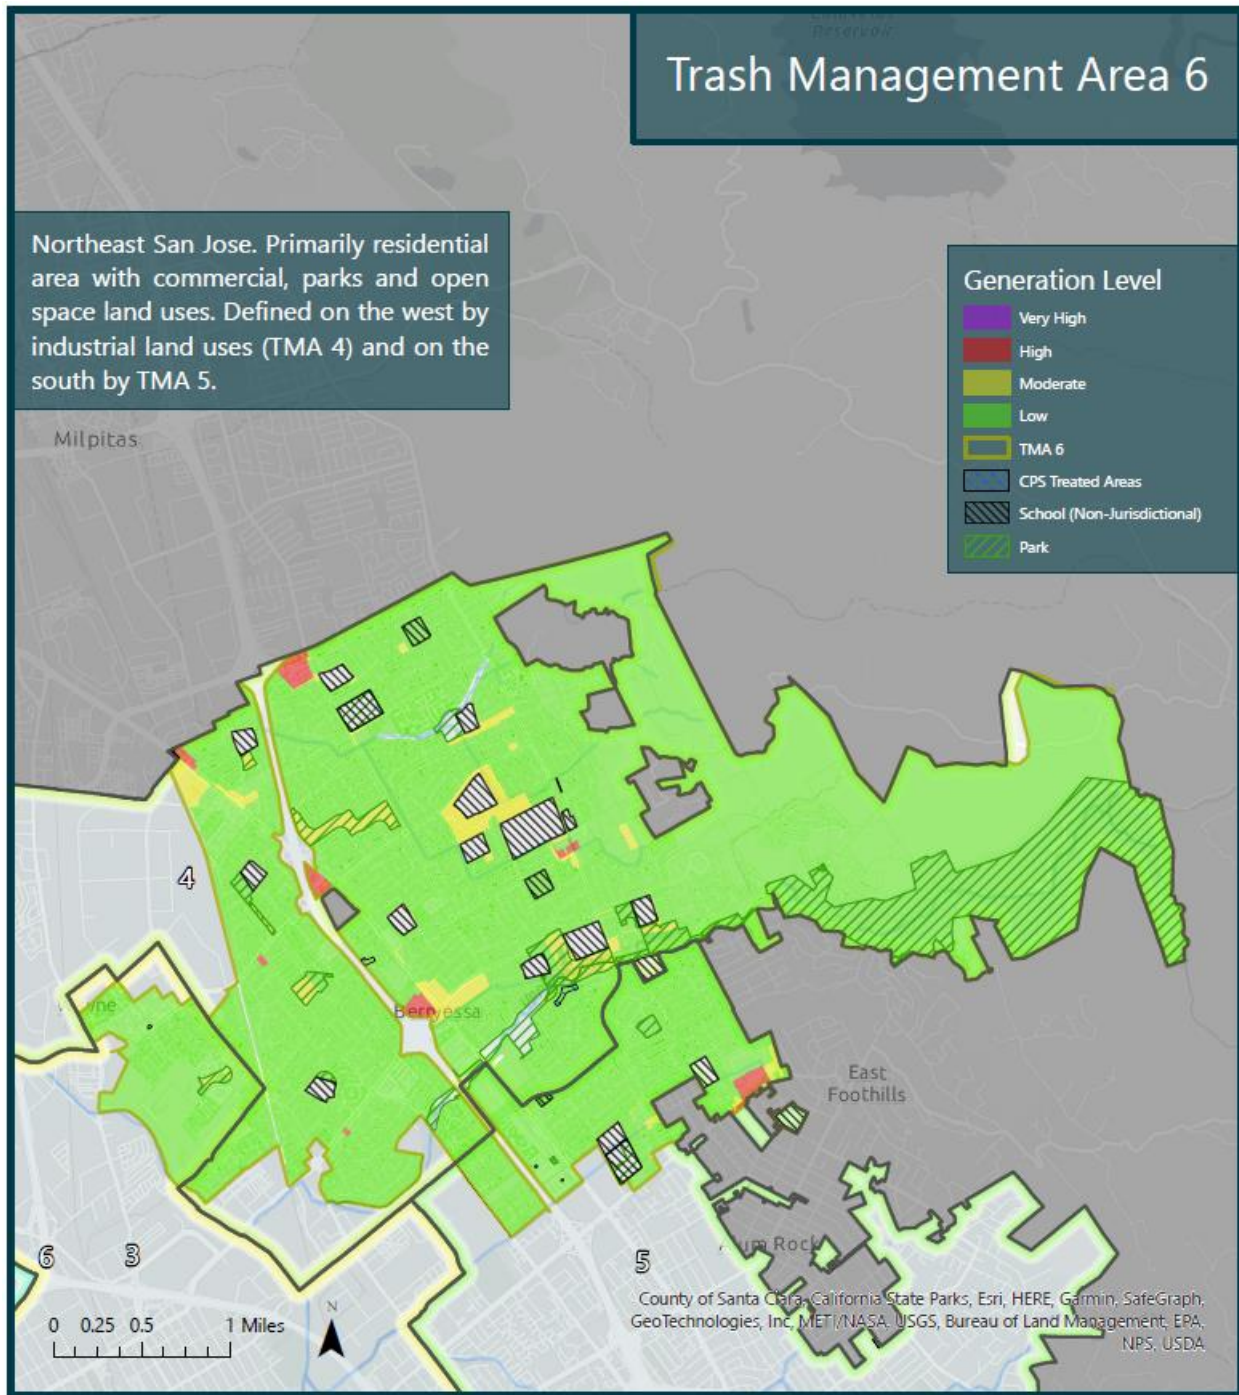 Reservoir
Trash Management Area 6
Northeast San Jose. Primarily residential
area with commercial, parks and open
space land uses. Defined on the west by
industrial land uses (TMA 4) and on the
south by TMA 5.
Generation Level
Very High
High
Moderate
Low
TMA 6
CPS Treated Areas
School (Non-Jurisdictional)
Park
Milpitas
4
Berryessa
East
Foothills
6
3
5
Alum Rock
County of Santa Clara, California State Parks, Esri, HERE, Garmin, SafeGraph,
GeoTechnologies, Inc, METI/NASA, USGS, Bureau of Land Management, EPA,
NPS, USDA
N
0 0.25 0.5 1 Miles